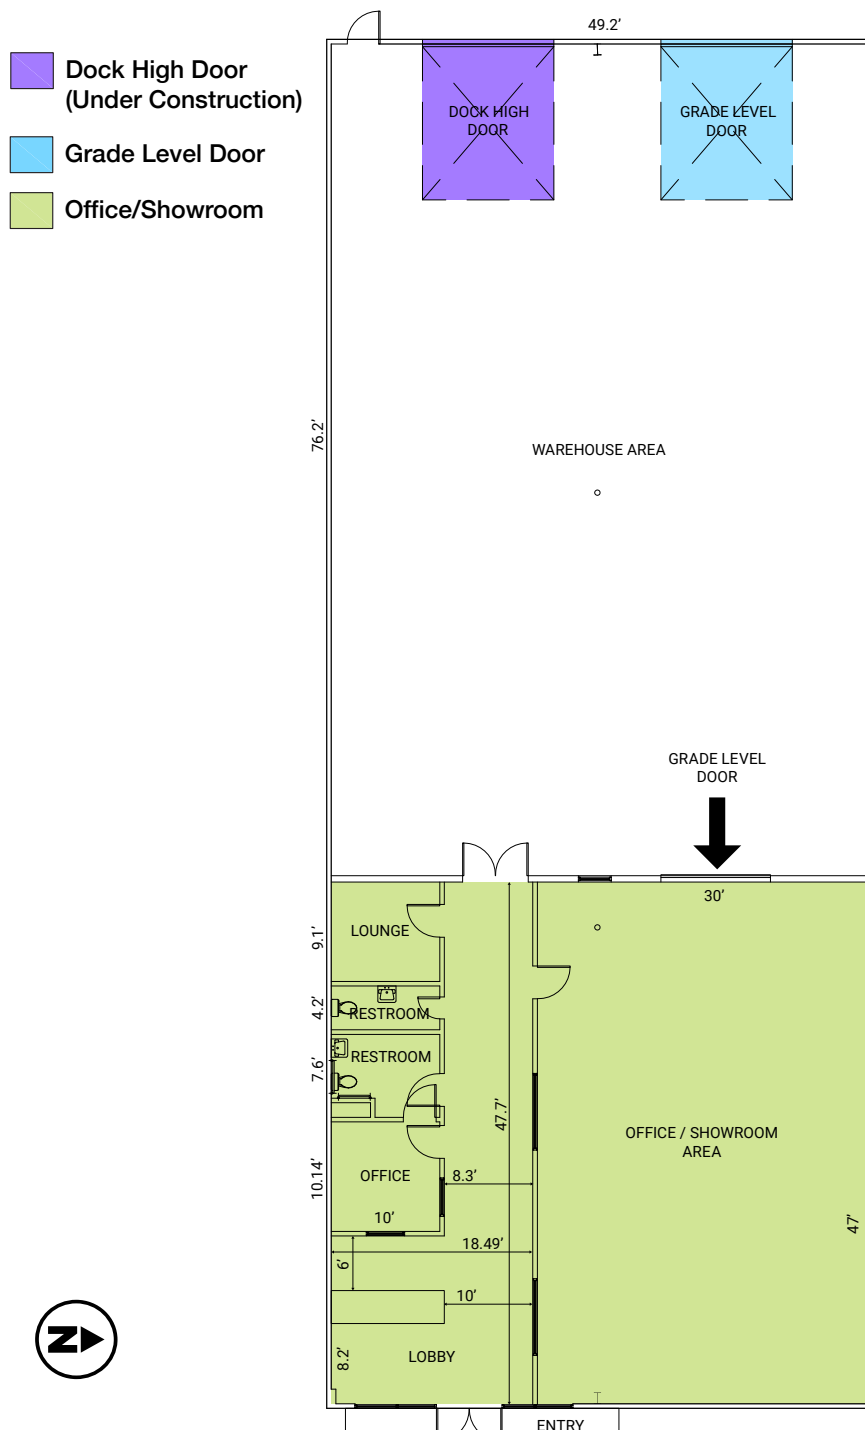 49.2’
Dock High Door
(Under Construction)
Grade Level Door
Office/Showroom
DOCK HIGH
DOOR
GRADE LEVEL
DOOR
76.2’
WAREHOUSE AREA
GRADE LEVEL
DOOR
30’
LOUNGE
9.1’
4.2’
RESTROOM
RESTROOM
7.6’
47.7’
OFFICE / SHOWROOM
AREA
10.14’
OFFICE
8.3’
10’
47’
18.49’
6’
10’
N
LOBBY
8.2’
ENTRY